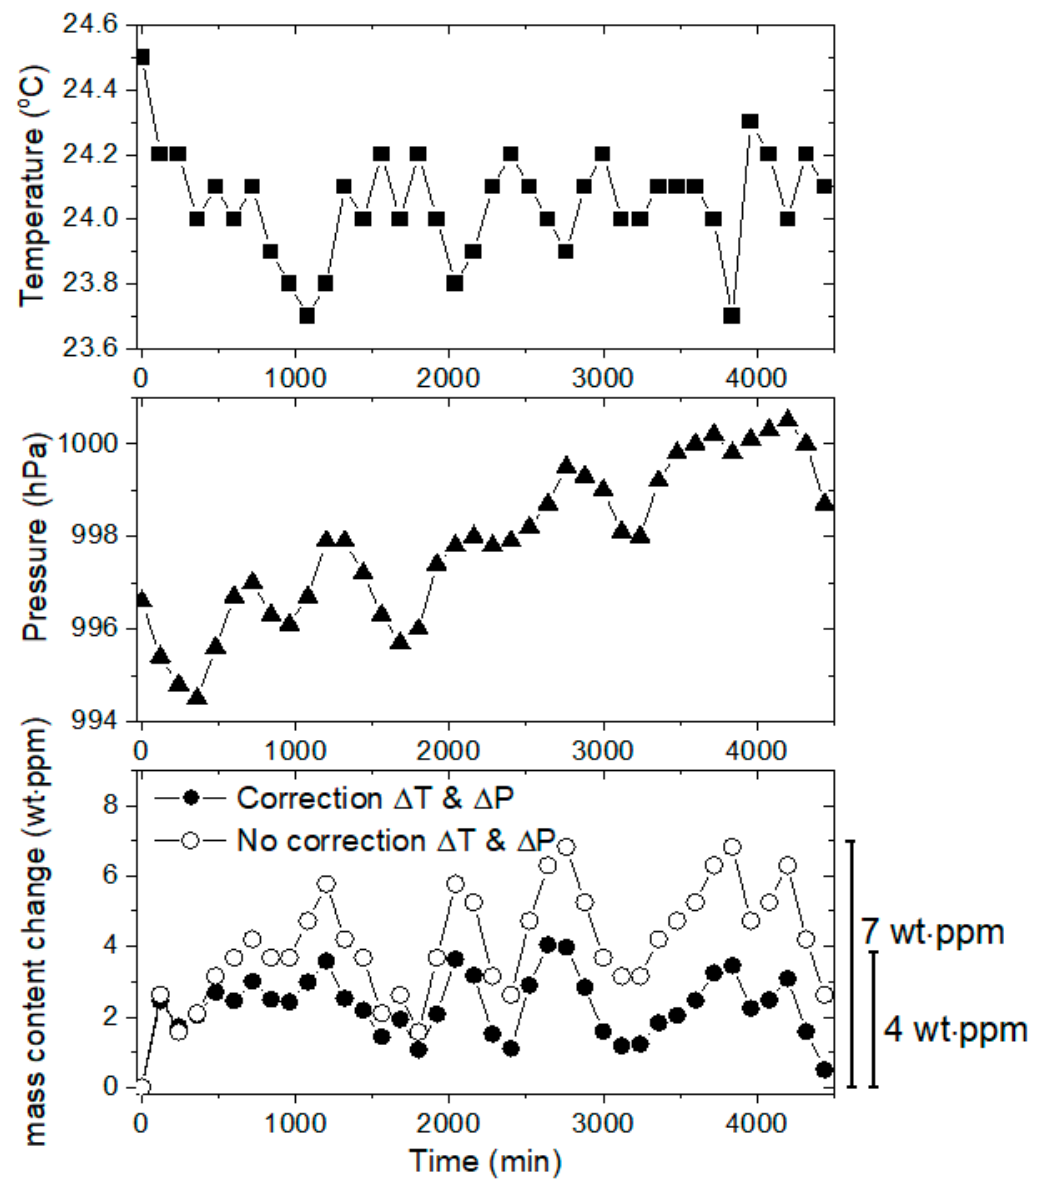 Temperature (⁰C)
24.6
24.4
24.2
24.0
23.8
23.6
0 1000 2000 3000 4000
Pressure (hPa)
1000
998
996
994
0 1000 2000 3000 4000
mass content change (wt·ppm)
8
6
4
2
0
Correction ΔT & ΔP
No correction ΔT & ΔP
7 wt·ppm
4 wt·ppm
0 1000 2000 3000 4000
Time (min)